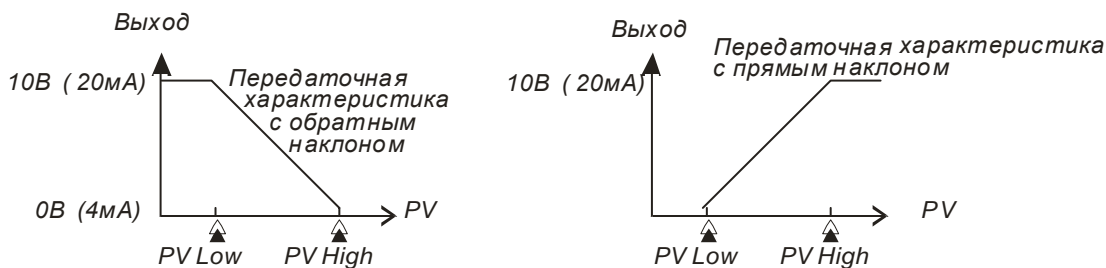 Выход
10В (20мА)
Передаточная
характеристика
с обратным
наклоном
0В (4мА)
PV
PV Low
PV High
Выход
Передаточная характеристика
с прямым наклоном
10В (20мА)
PV
PV Low
PV High